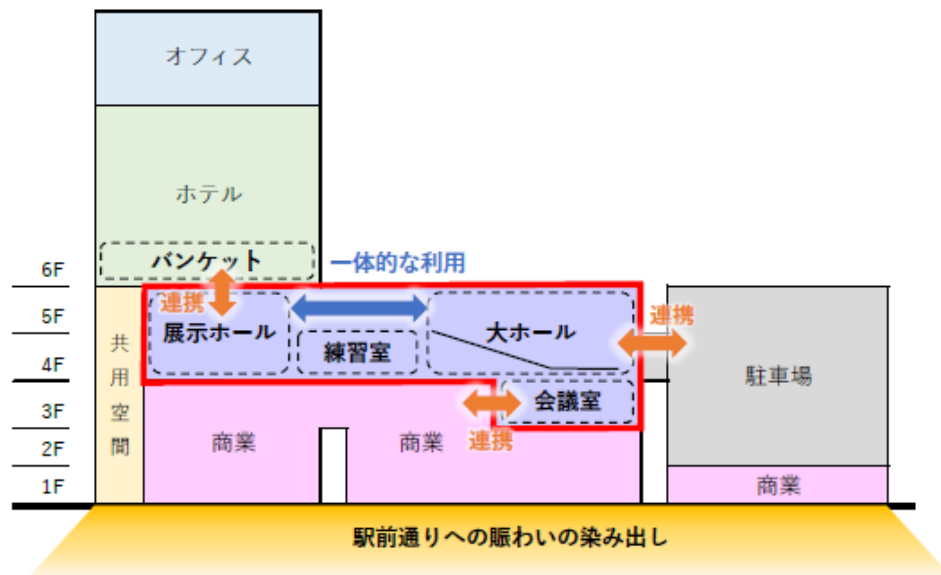 オフィス
ホテル
バンケット
一体的な利用
6F
連携
5F
展示ホール
大ホール
連携
練習室
4F
共用空間
駐車場
会議室
3F
商業
商業
連携
2F
1F
商業
駅前通りへの賑わいの染み出し